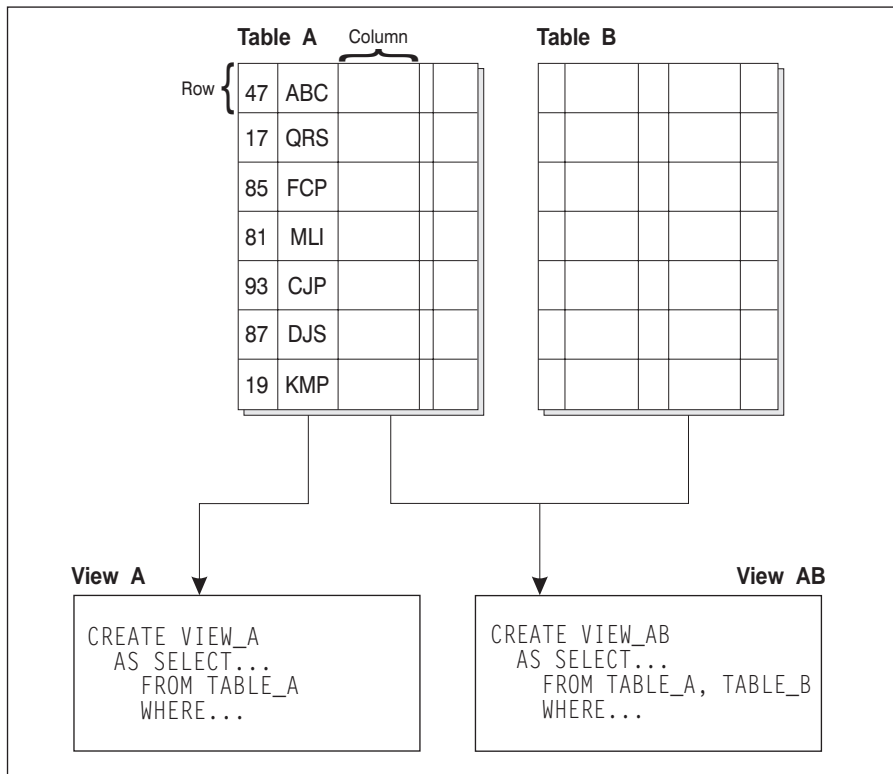 Table A
Column
Table B
Row
47 ABC
17 QRS
85 FCP
81 MLI
93 CJP
87 DJS
19 KMP
View A
View AB
CREATE VIEW_A
AS SELECT...
FROM TABLE_A
WHERE...
CREATE VIEW_AB
AS SELECT...
FROM TABLE_A, TABLE_B
WHERE...